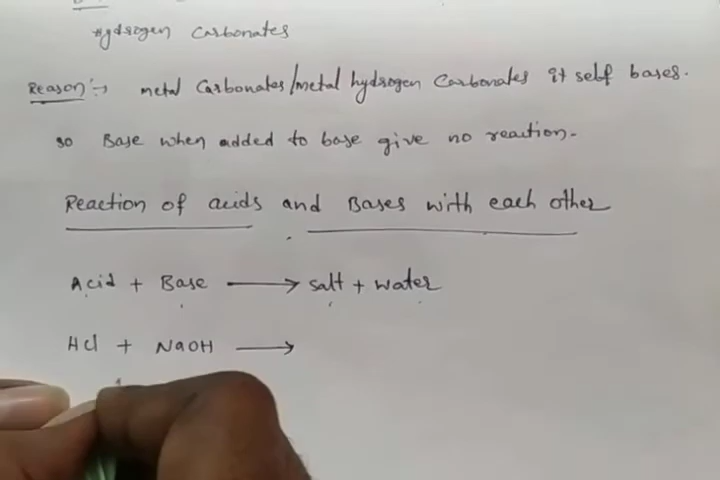 Hydrogen Carbonates
Reason :→ metal Carbonates/metal hydrogen Carbonates it self bases.
so Base when added to base give no reaction.
Reaction of acids and Bases with each other
Acid + Base ⟶ salt + water
HCl + NaOH ⟶